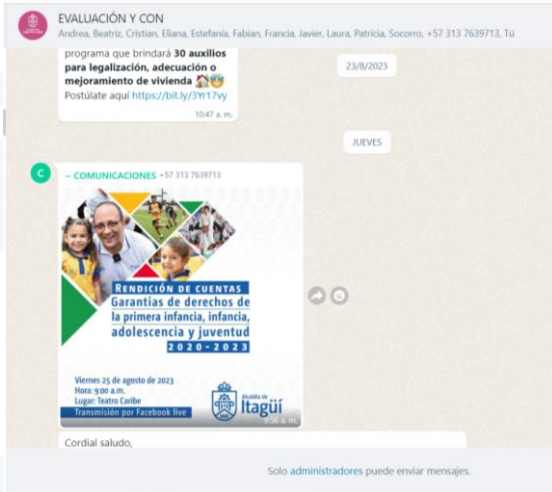 EVALUACIÓN Y CON
Andrea, Beatriz, Cristian, Eliana, Estefanía, Fabian, Francia, Javier, Laura, Patricia, Socorro, +57 313 7639713, Tú
programa que brindará 30 auxilios
para legalización, adecuación o
mejoramiento de vivienda
Postúlate aquí https://bit.ly/3Yr17vy
10:47 a. m.
23/8/2023
JUEVES
C
~ COMUNICACIONES +57 313 7639713
RENDICIÓN DE CUENTAS
Garantías de derechos de
la primera infancia, infancia,
adolescencia y juventud
2020-2023
Viernes 25 de agosto de 2023
Hora: 9:00 a.m.
Lugar: Teatro Caribe
Transmisión por Facebook live
Alcaldía de
Itagüí
9:56 a. m.
Cordial saludo,
Solo administradores puede enviar mensajes.